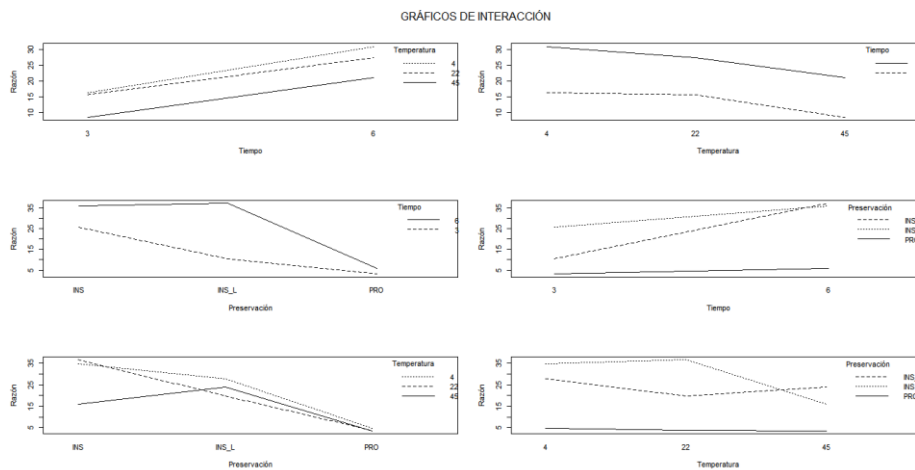 GRÁFICOS DE INTERACCIÓN
Temperatura
4
22
45
Razón
10 15 20 25 30
3 6
Tiempo
Tiempo
Razón
10 15 20 25 30
4 22 45
Temperatura
Tiempo
6
3
Razón
5 15 25 35
INS INS_L PRO
Preservación
Preservación
INS
INS
PRO
Razón
5 15 25 35
3 6
Tiempo
Temperatura
4
22
45
Razón
5 15 25 35
INS INS_L PRO
Preservación
Preservación
INS
INS
PRO
Razón
5 15 25 35
4 22 45
Temperatura